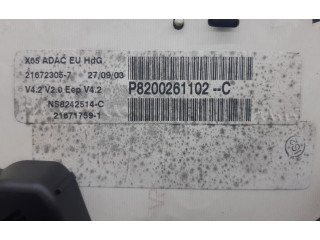 X65 ADAC EU HdG
21672305-7 27/09/03
V4.2 V2.0 Eep V4.2
P8200261102--C
NS8242514-C
21671759-1